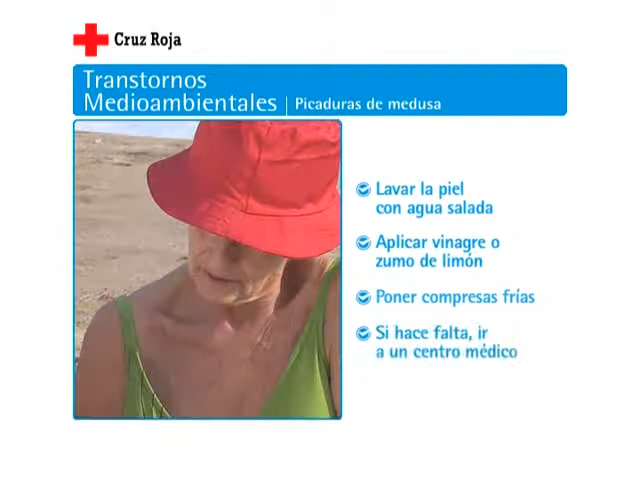 Cruz Roja
Transtornos
Medioambientales | Picaduras de medusa
Lavar la piel
con agua salada
Aplicar vinagre o
zumo de limón
Poner compresas frías
Si hace falta, ir
a un centro médico